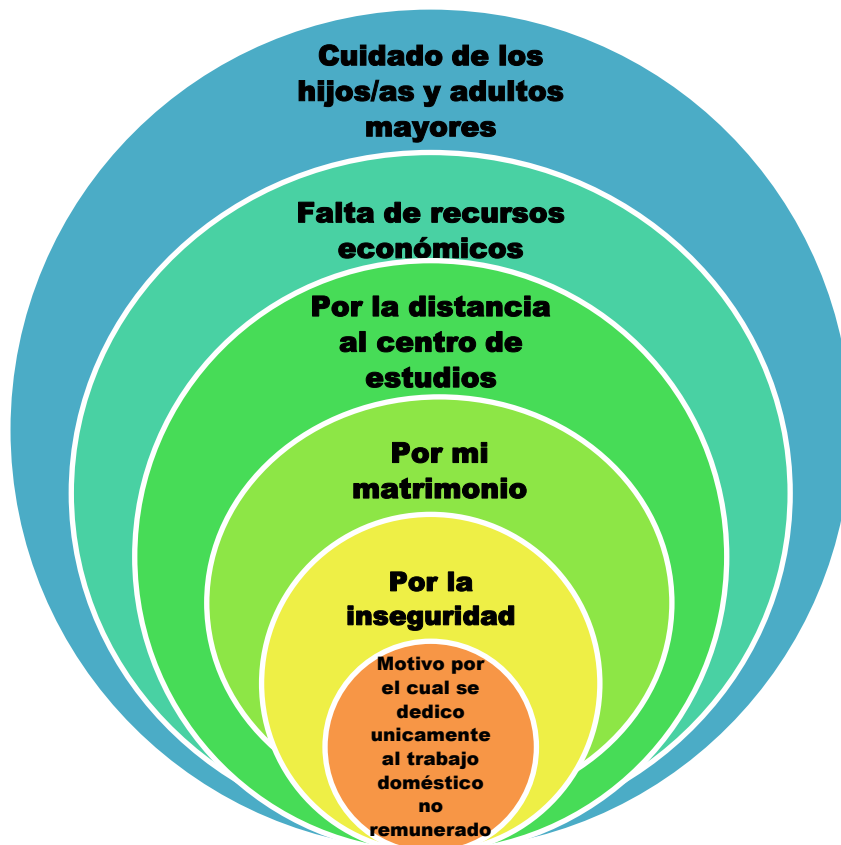 Cuidado de los
hijos/as y adultos
mayores
Falta de recursos
económicos
Por la distancia
al centro de
estudios
Por mi
matrimonio
Por la
inseguridad
Motivo por
el cual se
dedico
unicamente
al trabajo
doméstico
no
remunerado